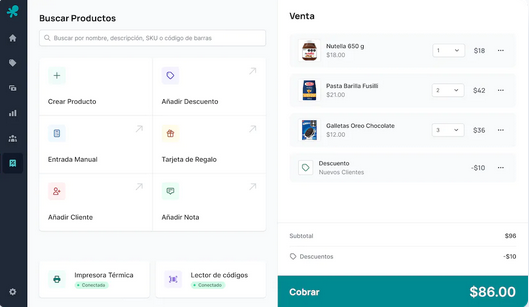 Buscar Productos
Buscar por nombre, descripción, SKU o código de barras
Crear Producto
Añadir Descuento
Entrada Manual
Tarjeta de Regalo
Añadir Cliente
Añadir Nota
Impresora Térmica
Conectado
Lector de códigos
Conectado
Venta
Nutella 650 g
$18.00
1
$18
Pasta Barilla Fusilli
$21.00
2
$42
Galletas Oreo Chocolate
$12.00
3
$36
Descuento
Nuevos Clientes
-$10
Subtotal
$96
Descuentos
-$10
Cobrar
$86.00